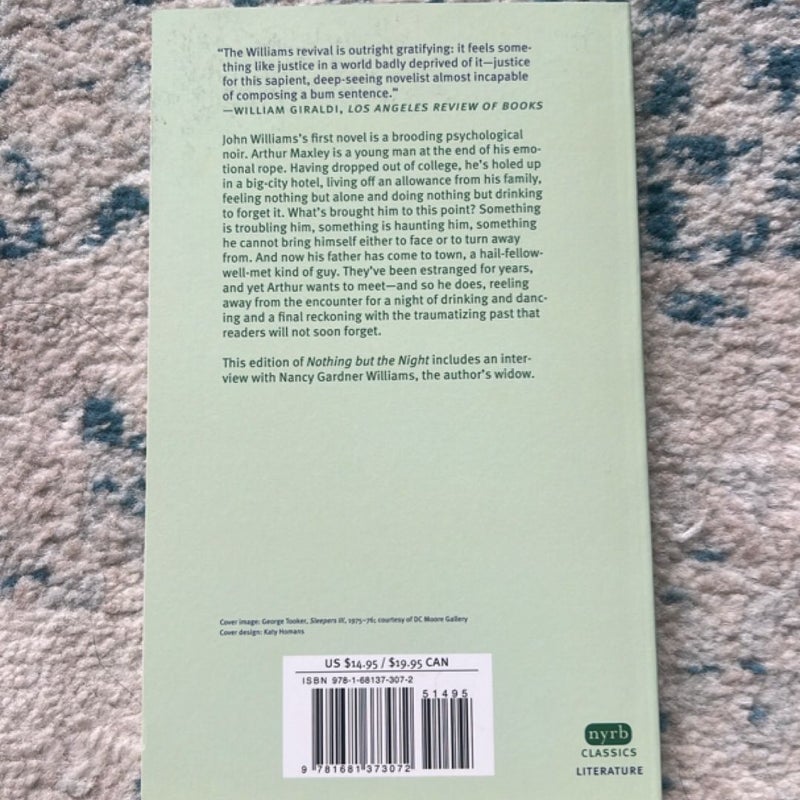 “The Williams revival is outright gratifying: it feels some-
thing like justice in a world badly deprived of it—justice
for this sapient, deep-seeing novelist almost incapable
of composing a bum sentence.”
—WILLIAM GIRALDI, LOS ANGELES REVIEW OF BOOKS
John Williams’s first novel is a brooding psychological
noir. Arthur Maxley is a young man at the end of his emo-
tional rope. Having dropped out of college, he’s holed up
in a big-city hotel, living off an allowance from his family,
feeling nothing but alone and doing nothing but drinking
to forget it. What’s brought him to this point? Something
is troubling him, something is haunting him, something
he cannot bring himself either to face or to turn away
from. And now his father has come to town, a hail-fellow-
well-met kind of guy. They’ve been estranged for years,
and yet Arthur wants to meet—and so he does, reeling
away from the encounter for a night of drinking and danc-
ing and a final reckoning with the traumatizing past that
readers will not soon forget.
This edition of Nothing but the Night includes an inter-
view with Nancy Gardner Williams, the author’s widow.
Cover image: George Tooker, Sleepers III, 1975–76; courtesy of DC Moore Gallery
Cover design: Katy Homans
US $14.95 / $19.95 CAN
ISBN 978-1-68137-307-2
51495
9 781681 373072
nyrb
CLASSICS
LITERATURE